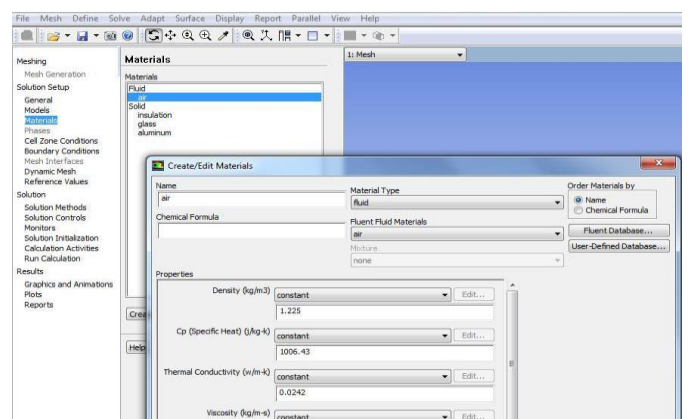 File Mesh Define Solve Adapt Surface Display Report Parallel View Help
Meshing
Mesh Generation
Solution Setup
General
Models
Materials
Phases
Cell Zone Conditions
Boundary Conditions
Mesh Interfaces
Dynamic Mesh
Reference Values
Solution
Solution Methods
Solution Controls
Monitors
Solution Initialization
Calculation Activities
Run Calculation
Results
Graphics and Animations
Plots
Reports
Materials
Materials
Fluid
air
Solid
insulation
glass
aluminum
Crea
Help
1: Mesh
Create/Edit Materials
Name
air
Chemical Formula
Material Type
fluid
Fluent Fluid Materials
air
Mixture
none
Order Materials by
Name
Chemical Formula
Fluent Database...
User-Defined Database...
Properties
Density (kg/m3) constant Edit...
1.225
Cp (Specific Heat) (j/kg-k) constant Edit...
1006.43
Thermal Conductivity (w/m-k) constant Edit...
0.0242
Viscosity (kg/m-s) constant Edit...